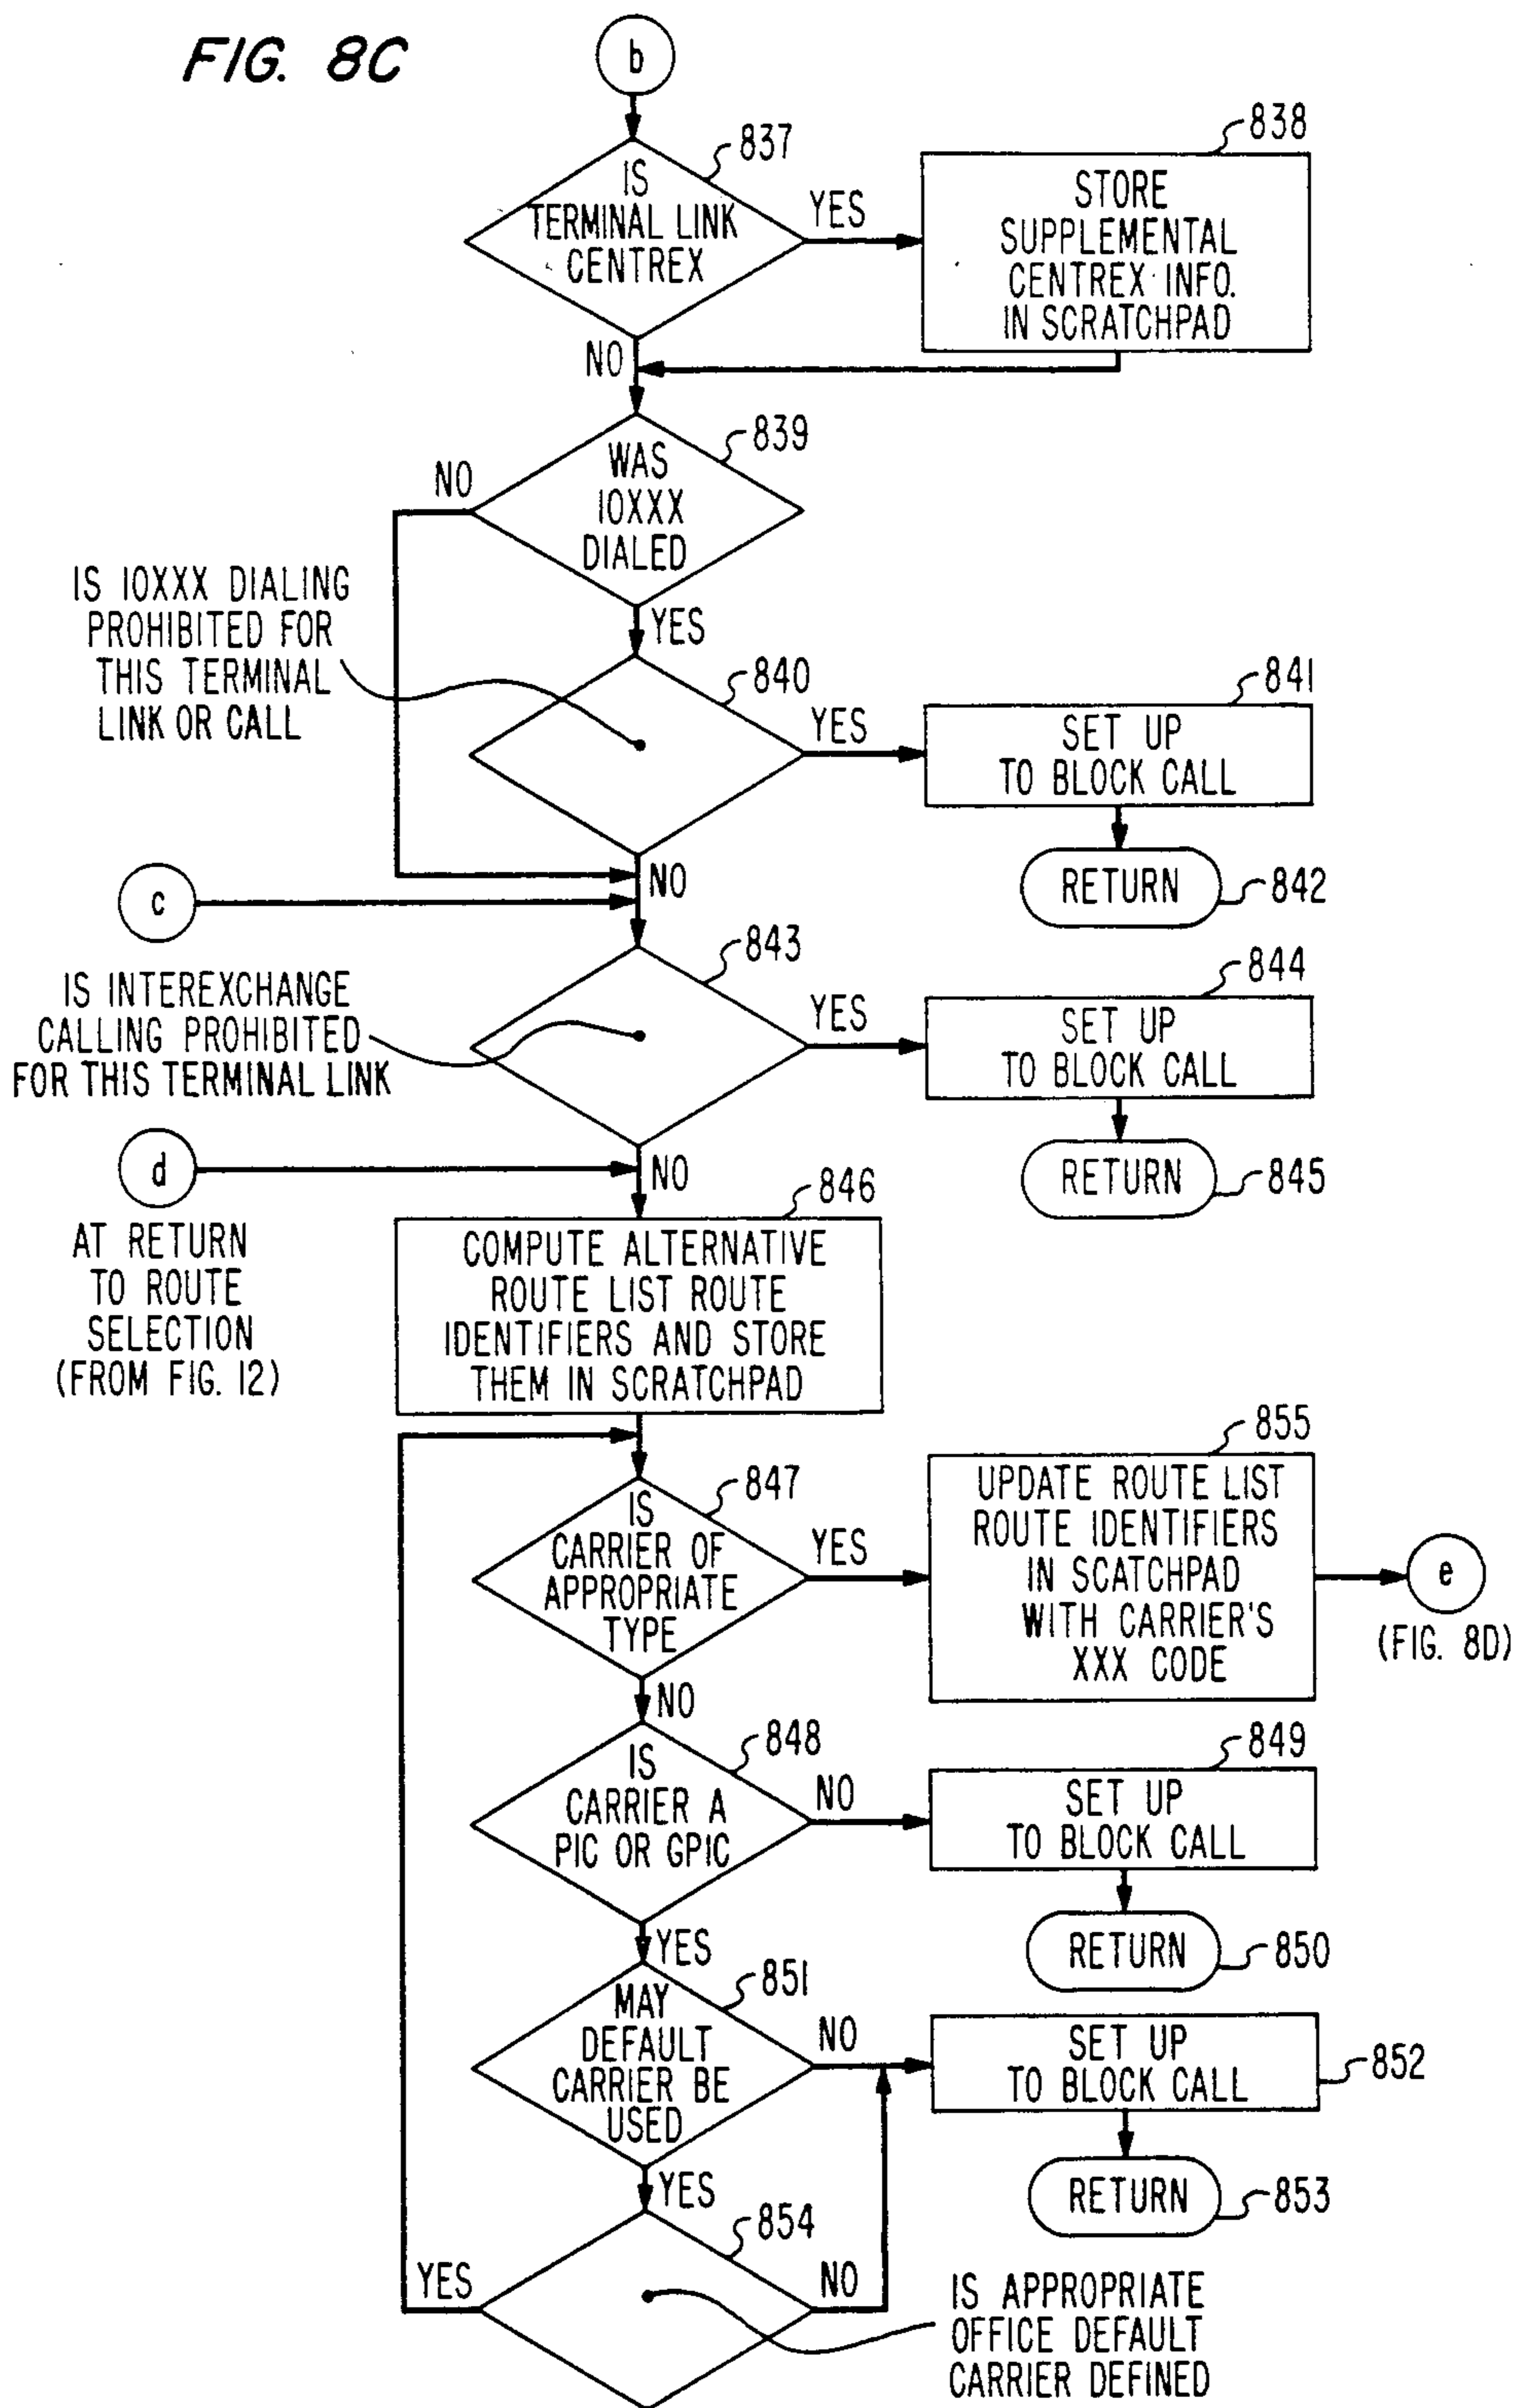 FIG. 8C
b
837
IS
TERMINAL LINK
CENTREX
YES
838
STORE
SUPPLEMENTAL
CENTREX INFO.
IN SCRATCHPAD
NO
839
WAS
10XXX
DIALED
NO
YES
IS 10XXX DIALING
PROHIBITED FOR
THIS TERMINAL
LINK OR CALL
840
YES
841
SET UP
TO BLOCK CALL
RETURN
842
NO
c
843
IS INTEREXCHANGE
CALLING PROHIBITED
FOR THIS TERMINAL LINK
YES
844
SET UP
TO BLOCK CALL
RETURN
845
NO
d
AT RETURN
TO ROUTE
SELECTION
(FROM FIG. 12)
846
COMPUTE ALTERNATIVE
ROUTE LIST ROUTE
IDENTIFIERS AND STORE
THEM IN SCRATCHPAD
847
IS
CARRIER OF
APPROPRIATE
TYPE
YES
855
UPDATE ROUTE LIST
ROUTE IDENTIFIERS
IN SCATCHPAD
WITH CARRIER'S
XXX CODE
e
(FIG. 8D)
NO
848
IS
CARRIER A
PIC OR GPIC
NO
849
SET UP
TO BLOCK CALL
RETURN
850
YES
851
MAY
DEFAULT
CARRIER BE
USED
NO
SET UP
TO BLOCK CALL
852
RETURN
853
YES
854
YES
NO
IS APPROPRIATE
OFFICE DEFAULT
CARRIER DEFINED